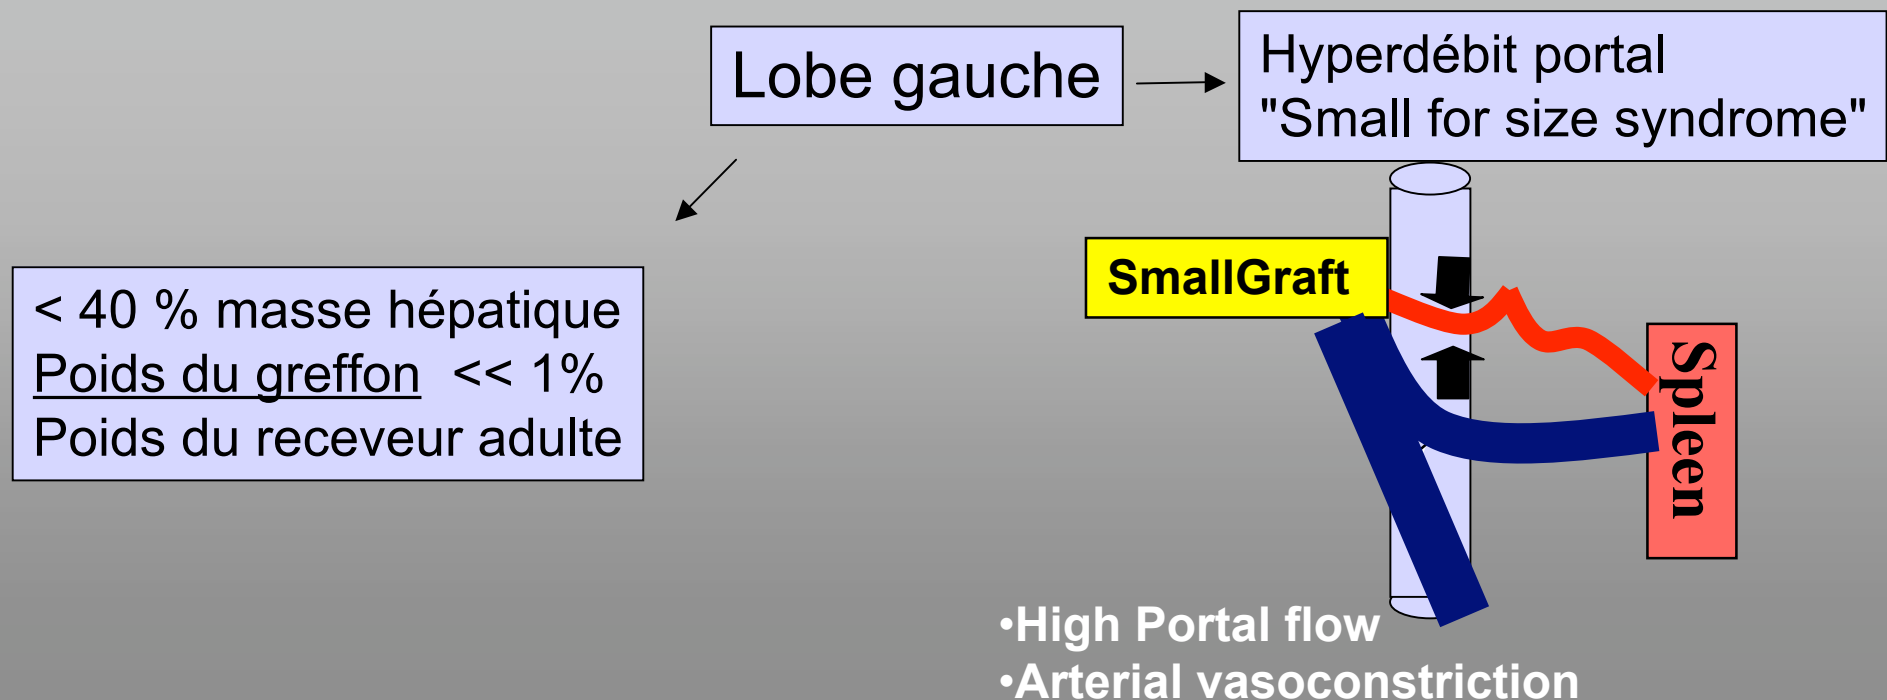 Lobe gauche
Hyperdébit portal
"Small for size syndrome"
< 40 % masse hépatique
Poids du greffon << 1%
Poids du receveur adulte
SmallGraft
Spleen
•High Portal flow
•Arterial vasoconstriction